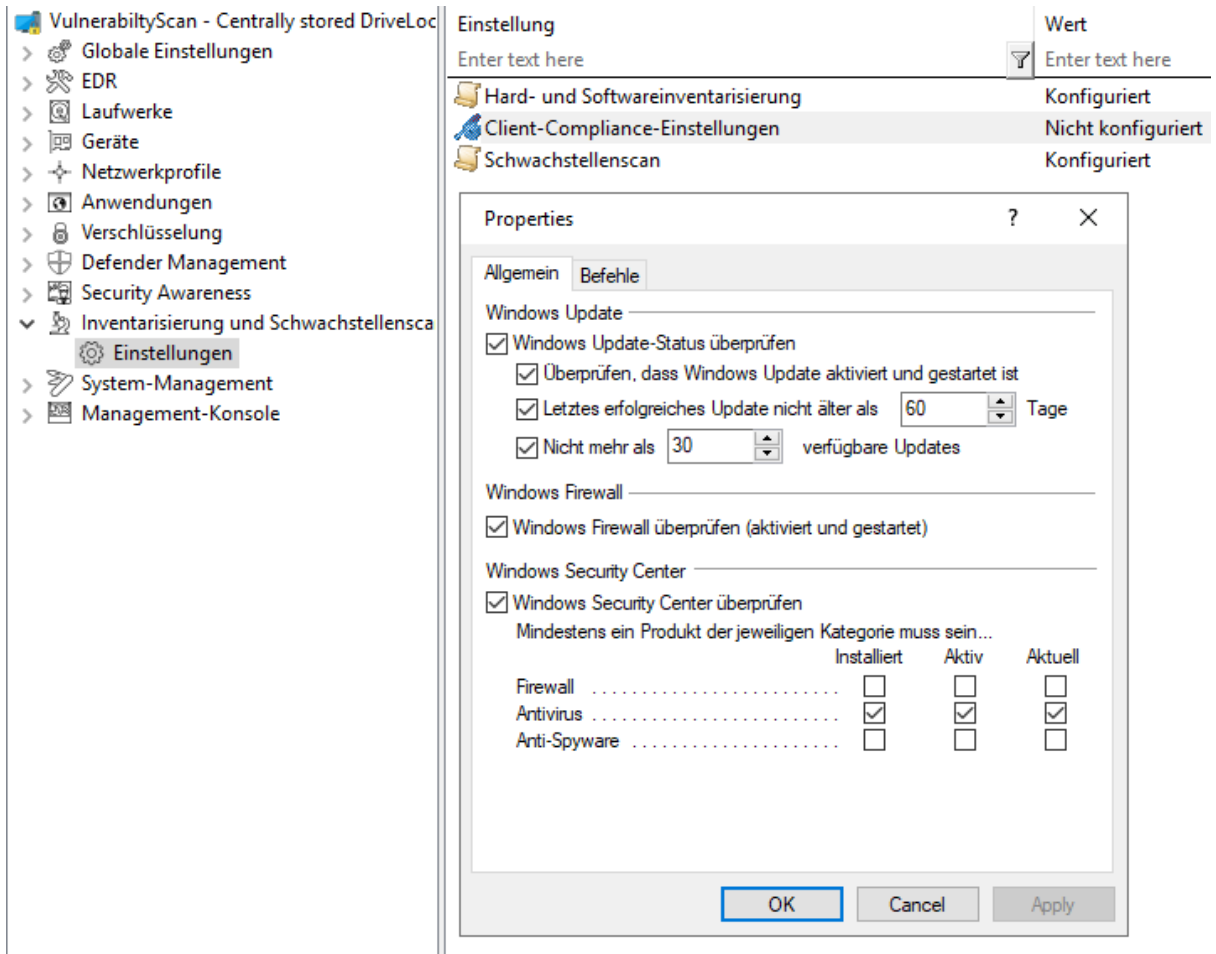 VulnerabiltyScan - Centrally stored DriveLoc
Globale Einstellungen
EDR
Laufwerke
Geräte
Netzwerkprofile
Anwendungen
Verschlüsselung
Defender Management
Security Awareness
Inventarisierung und Schwachstellensca
Einstellungen
System-Management
Management-Konsole
Einstellung Wert
Enter text here Enter text here
Hard- und Softwareinventarisierung Konfiguriert
Client-Compliance-Einstellungen Nicht konfiguriert
Schwachstellenscan Konfiguriert
Properties ?
Allgemein Befehle
Windows Update
Windows Update-Status überprüfen
Überprüfen, dass Windows Update aktiviert und gestartet ist
Letztes erfolgreiches Update nicht älter als 60 Tage
Nicht mehr als 30 verfügbare Updates
Windows Firewall
Windows Firewall überprüfen (aktiviert und gestartet)
Windows Security Center
Windows Security Center überprüfen
Mindestens ein Produkt der jeweiligen Kategorie muss sein...
Installiert Aktiv Aktuell
Firewall . . . . . . . . . . . . . . . . . . . . . . . . .
Antivirus . . . . . . . . . . . . . . . . . . . . . . . . .
Anti-Spyware . . . . . . . . . . . . . . . . . . . . .
OK Cancel Apply